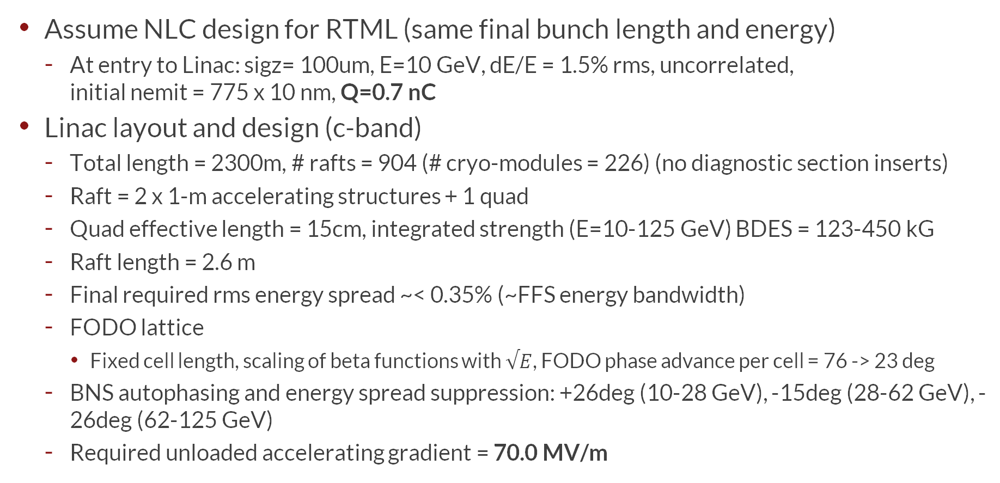 • Assume NLC design for RTML (same final bunch length and energy)
- At entry to Linac: sigz= 100um, E=10 GeV, dE/E = 1.5% rms, uncorrelated,
initial nemit = 775 x 10 nm, Q=0.7 nC
• Linac layout and design (c-band)
- Total length = 2300m, # rafts = 904 (# cryo-modules = 226) (no diagnostic section inserts)
- Raft = 2 x 1-m accelerating structures + 1 quad
- Quad effective length = 15cm, integrated strength (E=10-125 GeV) BDES = 123-450 kG
- Raft length = 2.6 m
- Final required rms energy spread ~< 0.35% (~FFS energy bandwidth)
- FODO lattice
• Fixed cell length, scaling of beta functions with √E, FODO phase advance per cell = 76 -> 23 deg
- BNS autophasing and energy spread suppression: +26deg (10-28 GeV), -15deg (28-62 GeV), -
26deg (62-125 GeV)
- Required unloaded accelerating gradient = 70.0 MV/m